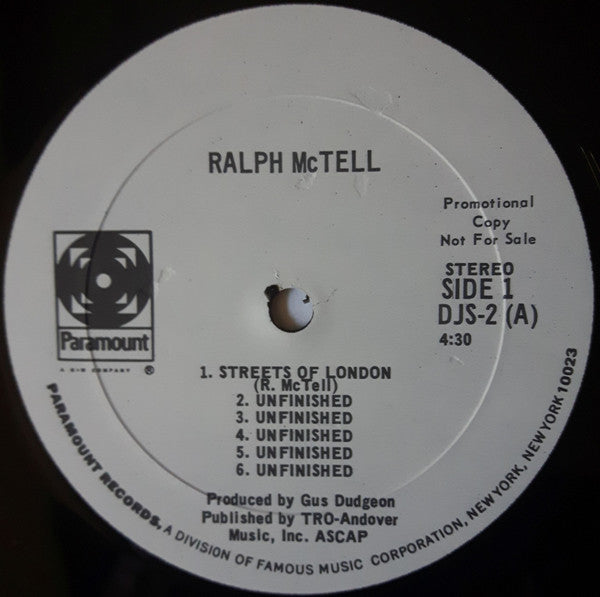 RALPH McTELL
Promotional
Copy
Not For Sale
STEREO
SIDE 1
DJS-2 (A)
4:30
Paramount
A G+W COMPANY ®
1. STREETS OF LONDON
(R. McTell)
2. UNFINISHED
3. UNFINISHED
4. UNFINISHED
5. UNFINISHED
6. UNFINISHED
Produced by Gus Dudgeon
Published by TRO-Andover
Music, Inc. ASCAP
PARAMOUNT RECORDS, A DIVISION OF FAMOUS MUSIC CORPORATION, NEW YORK, NEW YORK 10023